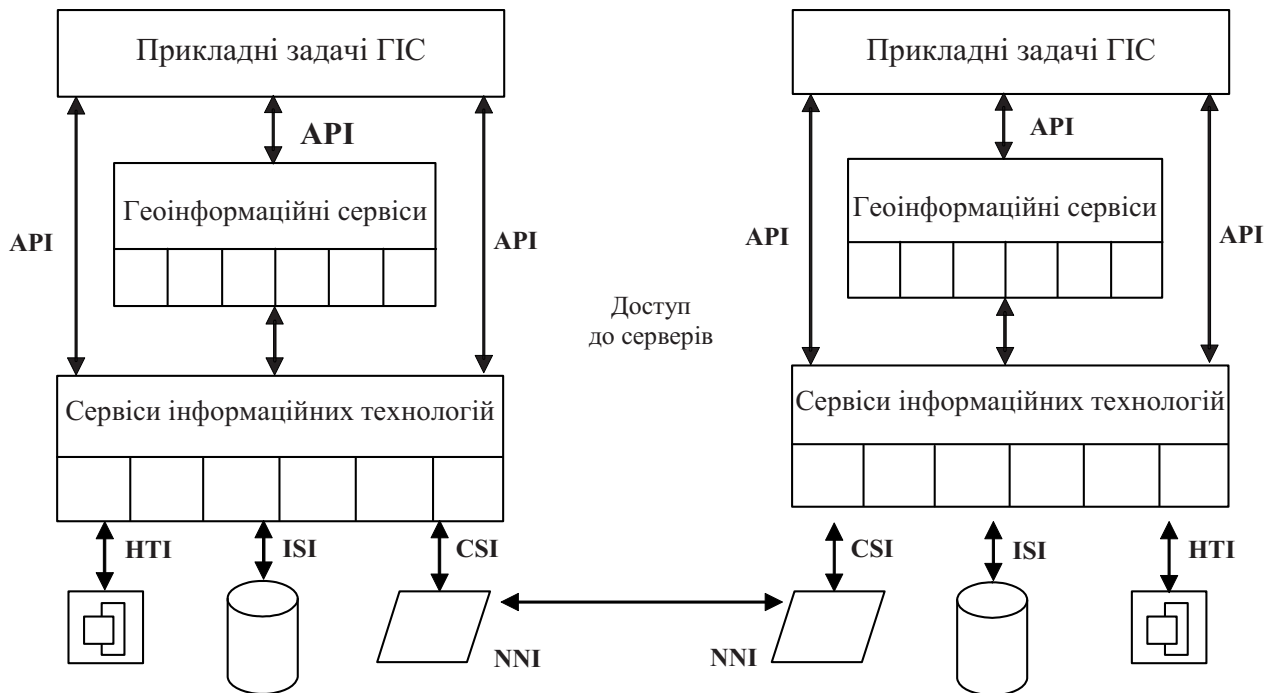 Прикладні задачі ГІС
API
Геоінформаційні сервіси
API
API
Сервіси інформаційних технологій
HTI
ISI
CSI
NNI
Доступ
до серверів
Прикладні задачі ГІС
API
Геоінформаційні сервіси
API
API
Сервіси інформаційних технологій
CSI
ISI
HTI
NNI